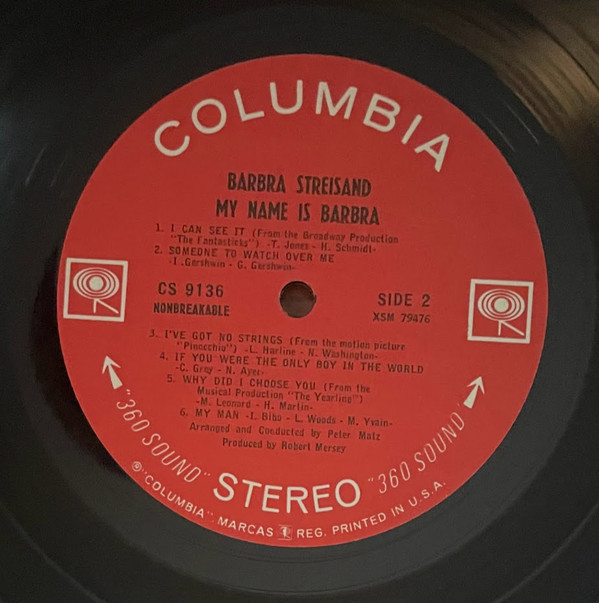 COLUMBIA
BARBRA STREISAND
MY NAME IS BARBRA
1. I CAN SEE IT (From the Broadway Production
"The Fantasticks") -T. Jones - H. Schmidt-
2. SOMEONE TO WATCH OVER ME
-I. Gershwin - G. Gershwin-
CS 9136
NONBREAKABLE
SIDE 2
XSM 79476
3. I'VE GOT NO STRINGS (From the motion picture
"Pinocchio") -L. Harline - N. Washington-
4. IF YOU WERE THE ONLY BOY IN THE WORLD
-C. Grey - N. Ayer-
5. WHY DID I CHOOSE YOU (From the
Musical Production "The Yearling")
-M. Leonard - H. Martin-
6. MY MAN -I. Bibo - L. Woods - M. Yvain-
Arranged and Conducted by Peter Matz
Produced by Robert Mersey
"360 SOUND" STEREO "360 SOUND"
℗"COLUMBIA", MARCAS REG. PRINTED IN U.S.A.